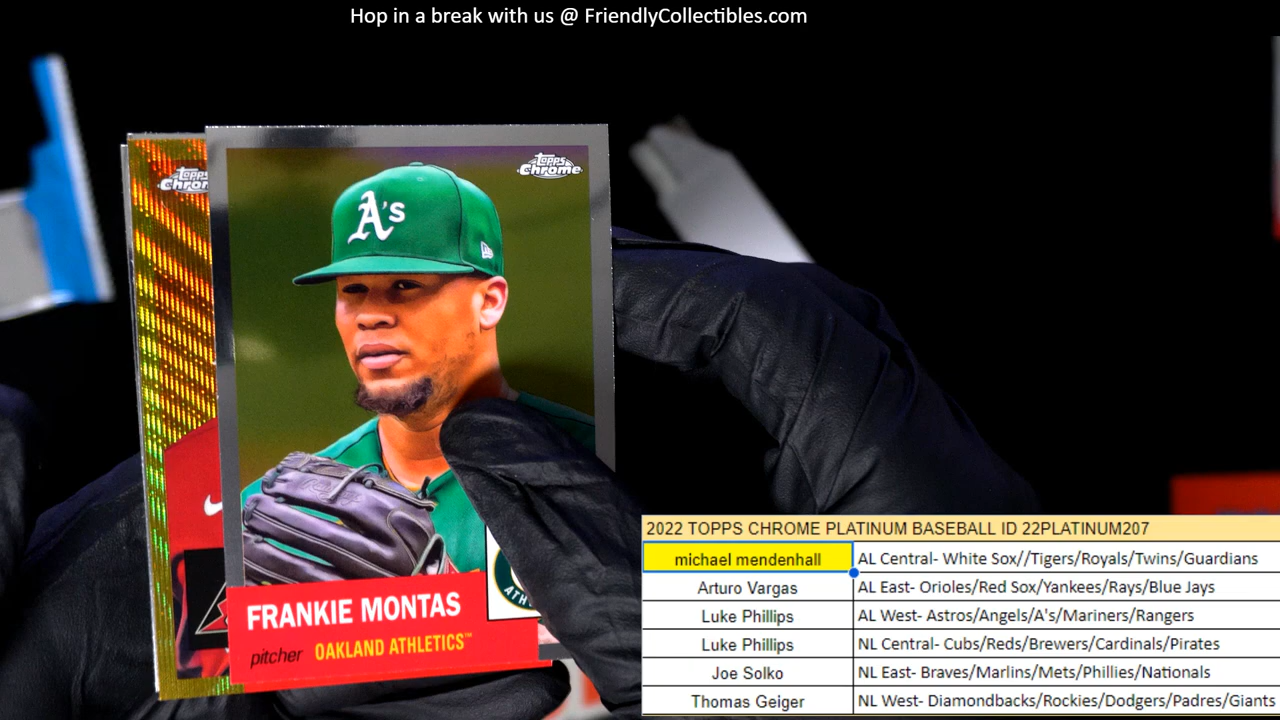 Hop in a break with us @ FriendlyCollectibles.com
Topps
Chrome
Topps
Chrom
A's
ATH
FRANKIE MONTAS
pitcher OAKLAND ATHLETICS™
2022 TOPPS CHROME PLATINUM BASEBALL ID 22PLATINUM207
michael mendenhall AL Central- White Sox//Tigers/Royals/Twins/Guardians
Arturo Vargas AL East- Orioles/Red Sox/Yankees/Rays/Blue Jays
Luke Phillips AL West- Astros/Angels/A's/Mariners/Rangers
Luke Phillips NL Central- Cubs/Reds/Brewers/Cardinals/Pirates
Joe Solko NL East- Braves/Marlins/Mets/Phillies/Nationals
Thomas Geiger NL West- Diamondbacks/Rockies/Dodgers/Padres/Giants